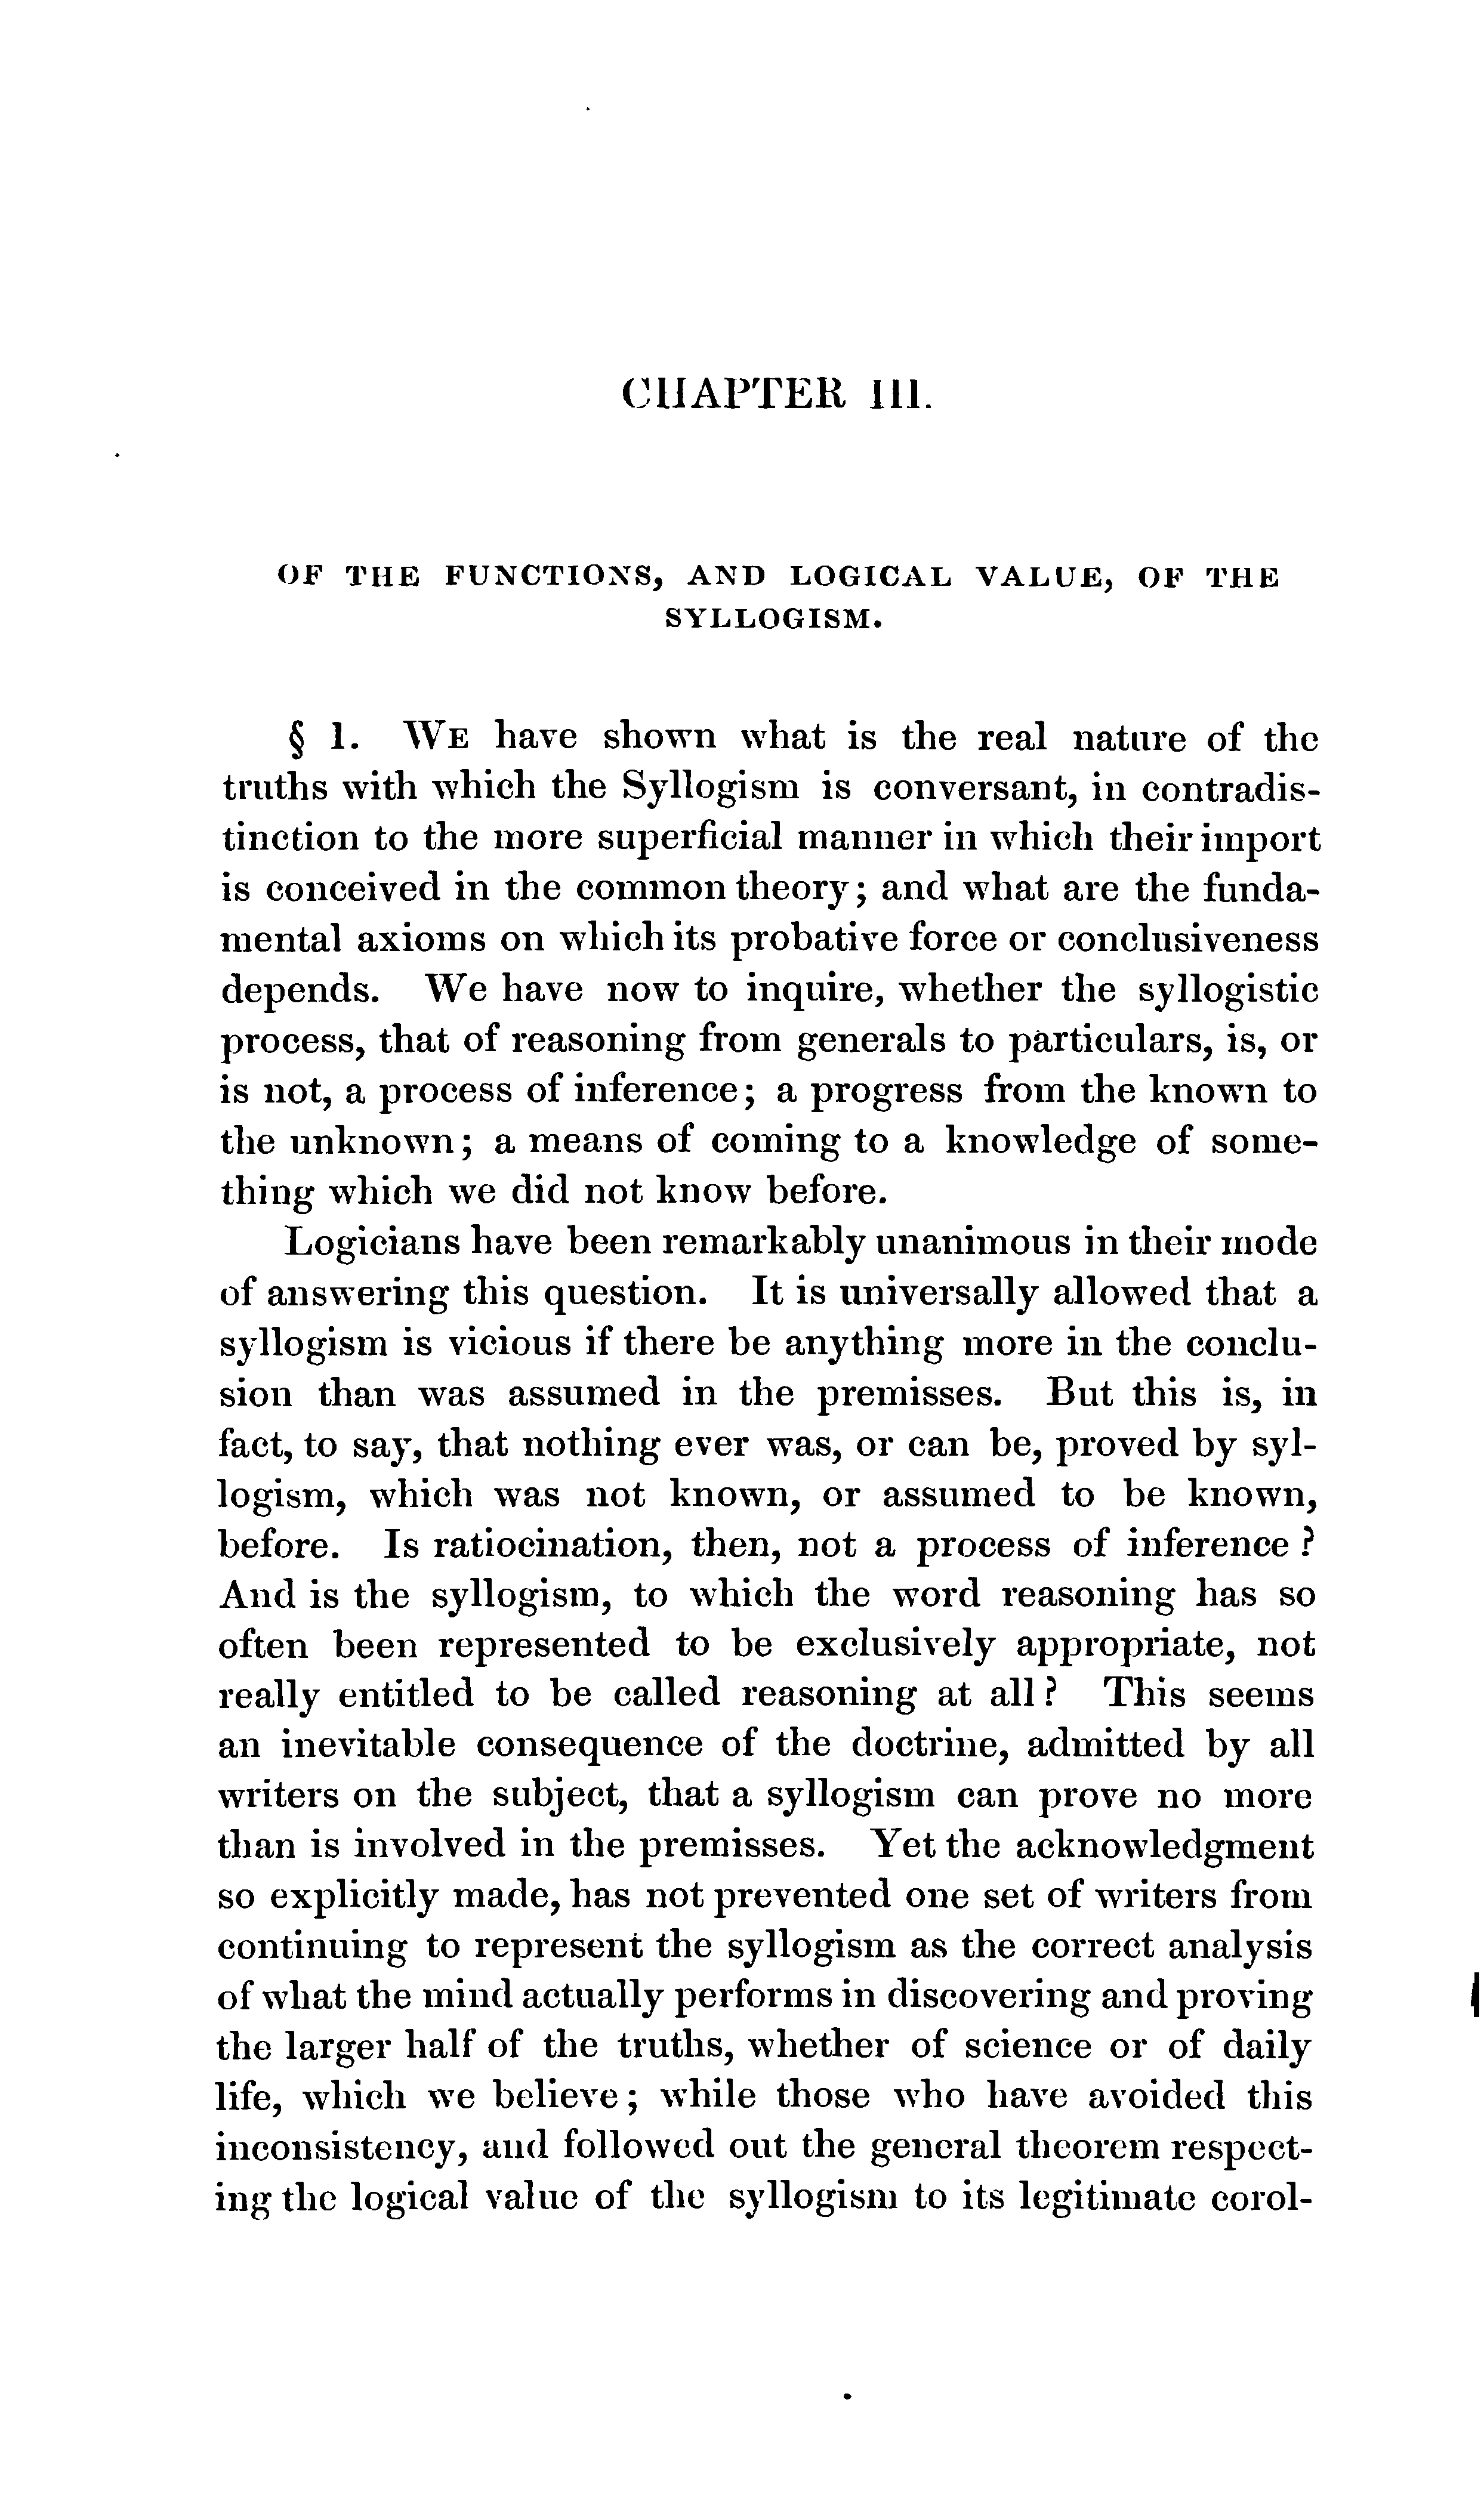 CHAPTER III.
OF THE FUNCTIONS, AND LOGICAL VALUE, OF THE
SYLLOGISM.
§ 1. WE have shown what is the real nature of the
truths with which the Syllogism is conversant, in contradis-
tinction to the more superficial manner in which their import
is conceived in the common theory; and what are the funda-
mental axioms on which its probative force or conclusiveness
depends. We have now to inquire, whether the syllogistic
process, that of reasoning from generals to particulars, is, or
is not, a process of inference; a progress from the known to
the unknown; a means of coming to a knowledge of some-
thing which we did not know before.
Logicians have been remarkably unanimous in their mode
of answering this question. It is universally allowed that a
syllogism is vicious if there be anything more in the conclu-
sion than was assumed in the premisses. But this is, in
fact, to say, that nothing ever was, or can be, proved by syl-
logism, which was not known, or assumed to be known,
before. Is ratiocination, then, not a process of inference?
And is the syllogism, to which the word reasoning has so
often been represented to be exclusively appropriate, not
really entitled to be called reasoning at all? This seems
an inevitable consequence of the doctrine, admitted by all
writers on the subject, that a syllogism can prove no more
than is involved in the premisses. Yet the acknowledgment
so explicitly made, has not prevented one set of writers from
continuing to represent the syllogism as the correct analysis
of what the mind actually performs in discovering and proving
the larger half of the truths, whether of science or of daily
life, which we believe; while those who have avoided this
inconsistency, and followed out the general theorem respect-
ing the logical value of the syllogism to its legitimate corol-